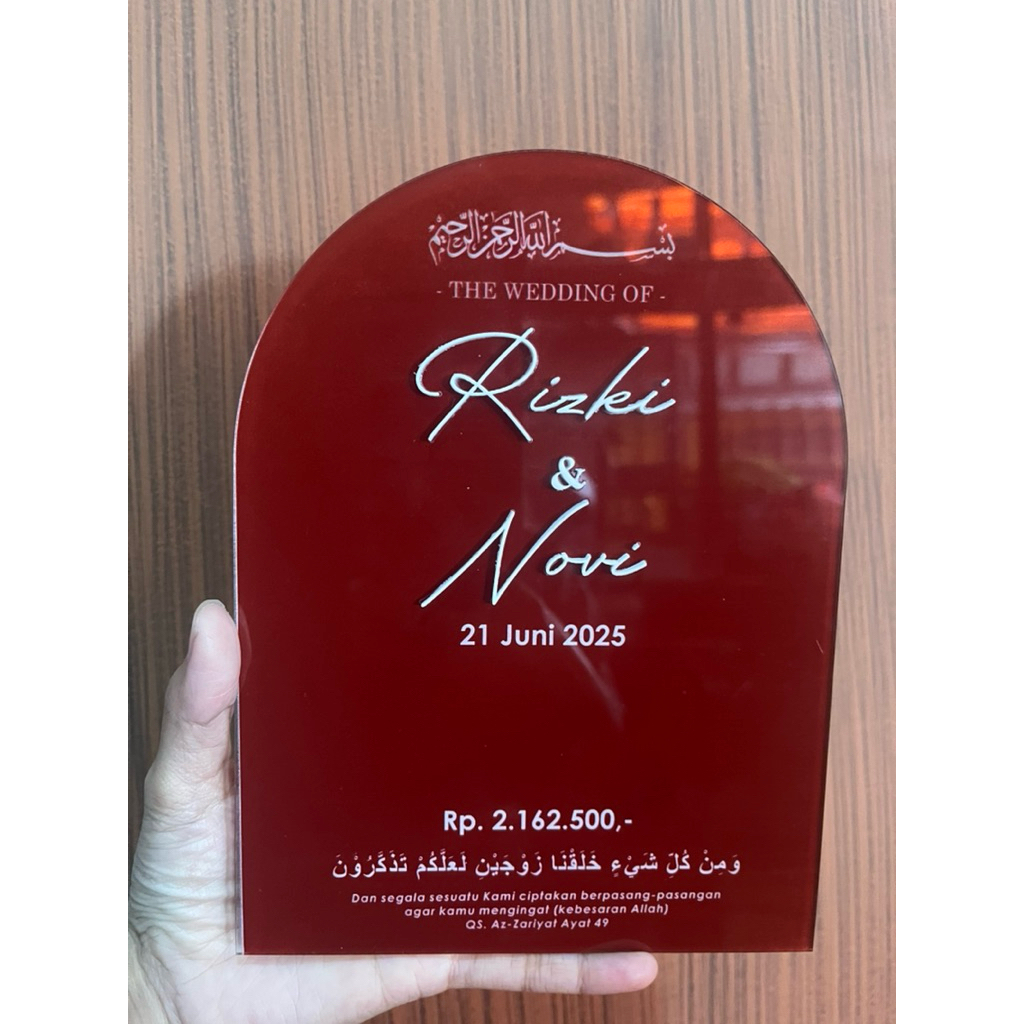 بسم الله الرحمن الرحيم
- THE WEDDING OF -
Rizki
&
Novi
21 Juni 2025
Rp. 2.162.500,-
وَمِنْ كُلِّ شَيْءٍ خَلَقْنَا زَوْجَيْنِ لَعَلَّكُمْ تَذَكَّرُوْنَ
Dan segala sesuatu Kami ciptakan berpasang-pasangan
agar kamu mengingat (kebesaran Allah)
QS. Az-Zariyat Ayat 49